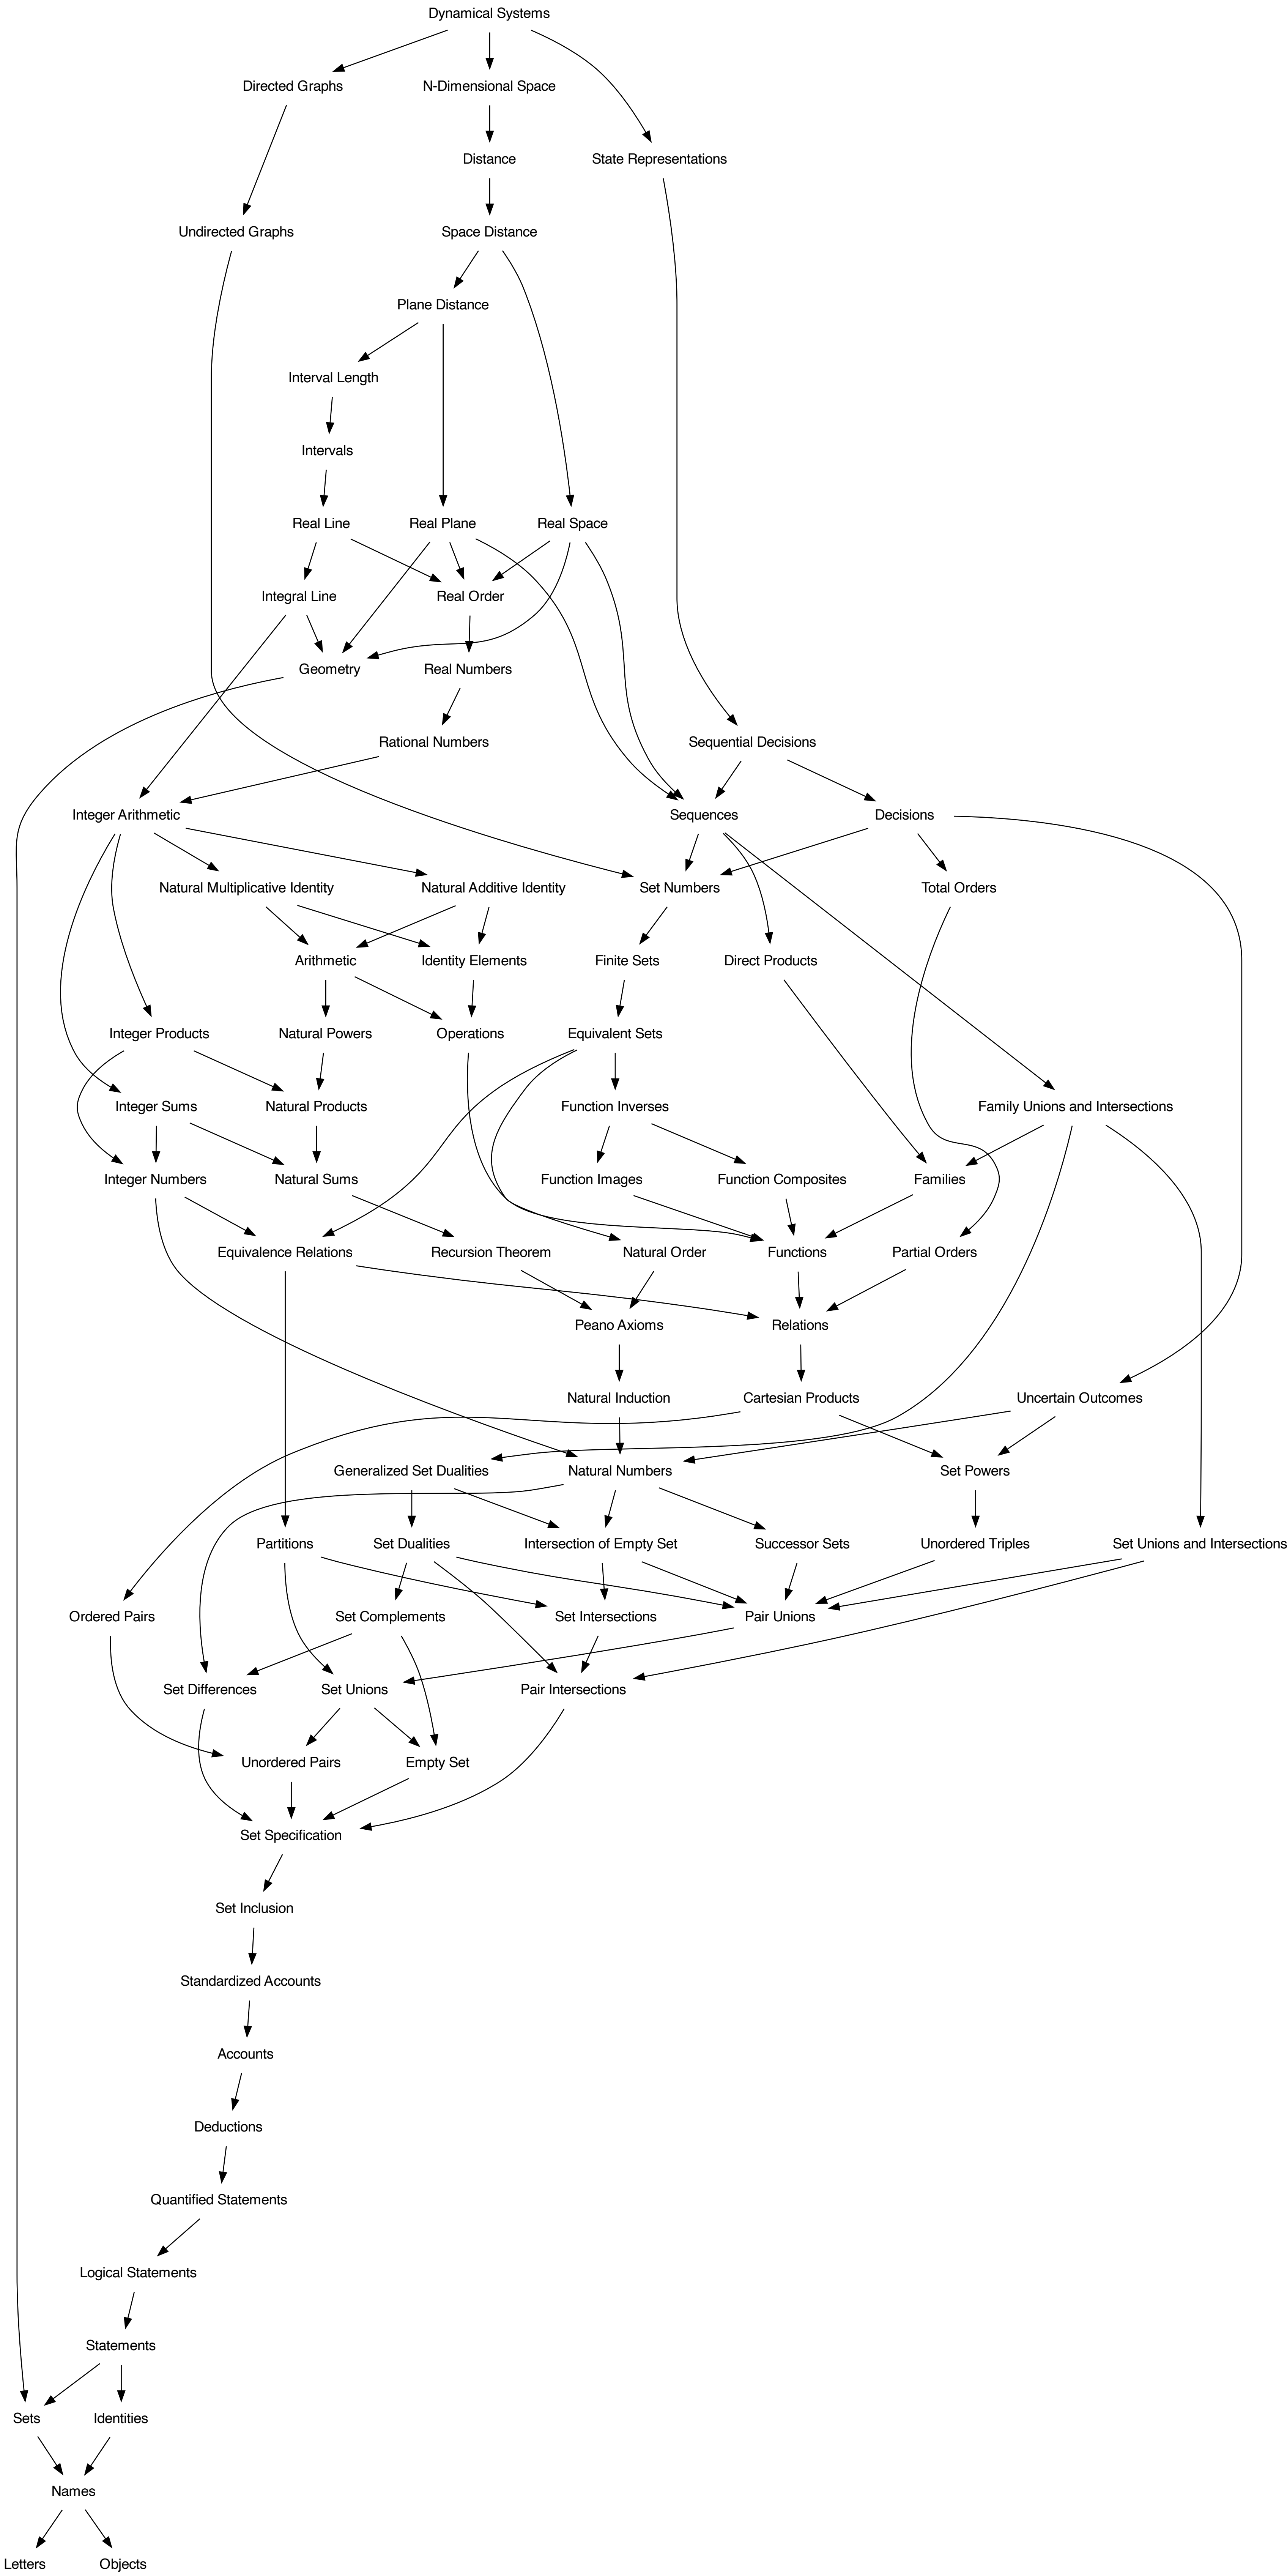 Dynamical Systems
Directed Graphs
N-Dimensional Space
Distance
State Representations
Undirected Graphs
Space Distance
Plane Distance
Interval Length
Intervals
Real Line
Real Plane
Real Space
Integral Line
Real Order
Geometry
Real Numbers
Rational Numbers
Sequential Decisions
Integer Arithmetic
Sequences
Decisions
Natural Multiplicative Identity
Natural Additive Identity
Set Numbers
Total Orders
Arithmetic
Identity Elements
Finite Sets
Direct Products
Integer Products
Natural Powers
Operations
Equivalent Sets
Integer Sums
Natural Products
Function Inverses
Family Unions and Intersections
Integer Numbers
Natural Sums
Function Images
Function Composites
Families
Equivalence Relations
Recursion Theorem
Natural Order
Functions
Partial Orders
Peano Axioms
Relations
Natural Induction
Cartesian Products
Uncertain Outcomes
Generalized Set Dualities
Natural Numbers
Set Powers
Partitions
Set Dualities
Intersection of Empty Set
Successor Sets
Unordered Triples
Set Unions and Intersections
Ordered Pairs
Set Complements
Set Intersections
Pair Unions
Set Differences
Set Unions
Pair Intersections
Unordered Pairs
Empty Set
Set Specification
Set Inclusion
Standardized Accounts
Accounts
Deductions
Quantified Statements
Logical Statements
Statements
Sets
Identities
Names
Letters
Objects